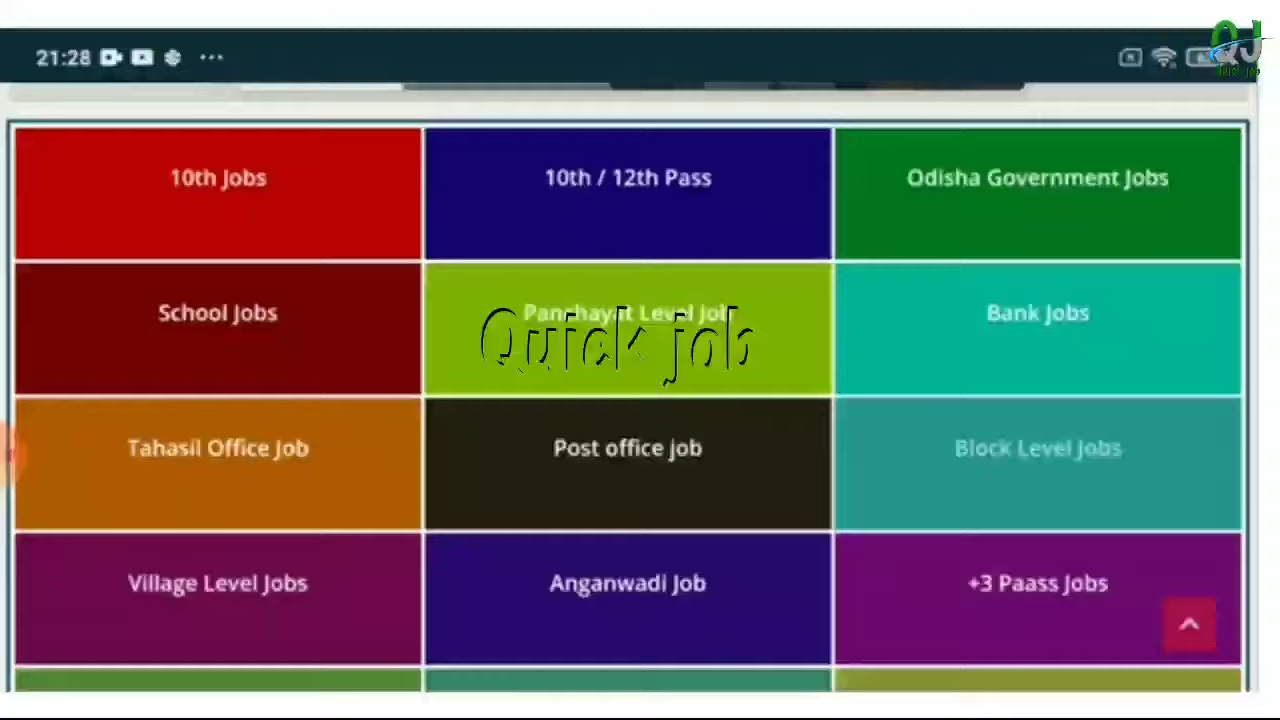 21:28
QJ
10th Jobs
10th / 12th Pass
Odisha Government Jobs
School Jobs
Panchayat Level Job
Bank Jobs
Quick job
Tahasil Office Job
Post office job
Block Level Jobs
Village Level Jobs
Anganwadi Job
+3 Paass Jobs